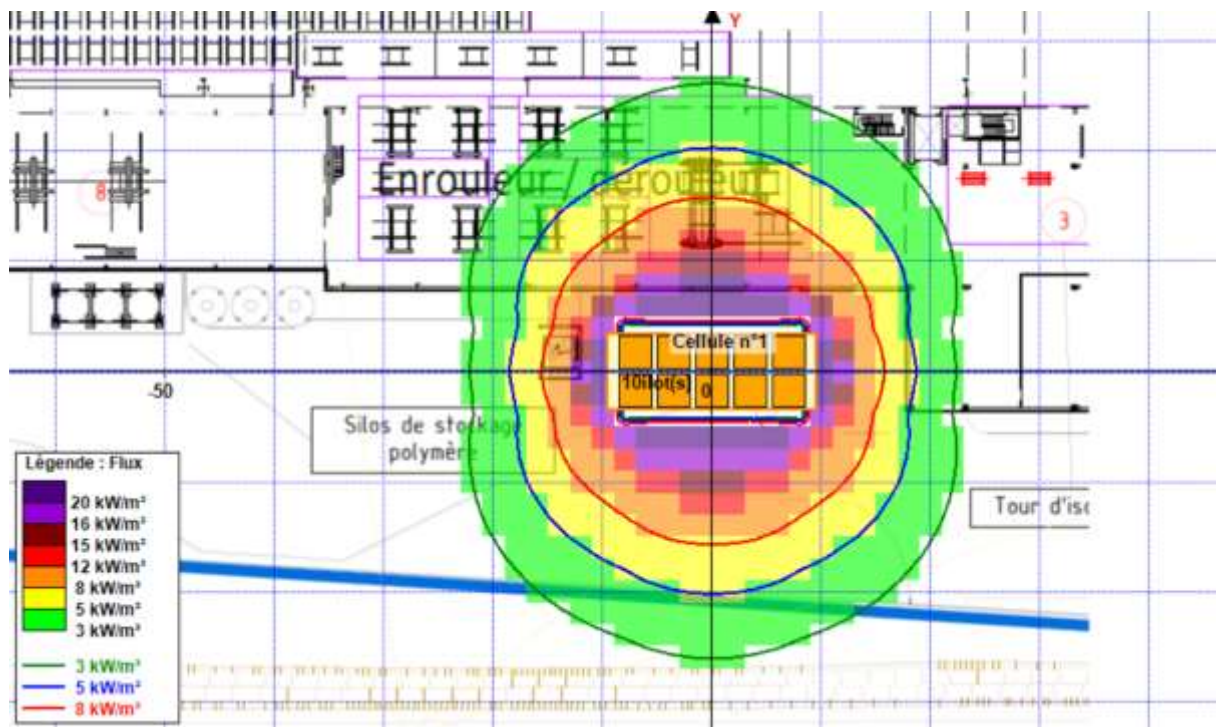 Y
Enrouleur / dérouleur
8
3
Cellule n°1
10ilot(s)
0
-50
Silos de stockage
polymère
Légende : Flux
20 kW/m²
16 kW/m²
15 kW/m²
12 kW/m²
8 kW/m²
5 kW/m²
3 kW/m²
3 kW/m²
5 kW/m²
8 kW/m²
Tour d'iso